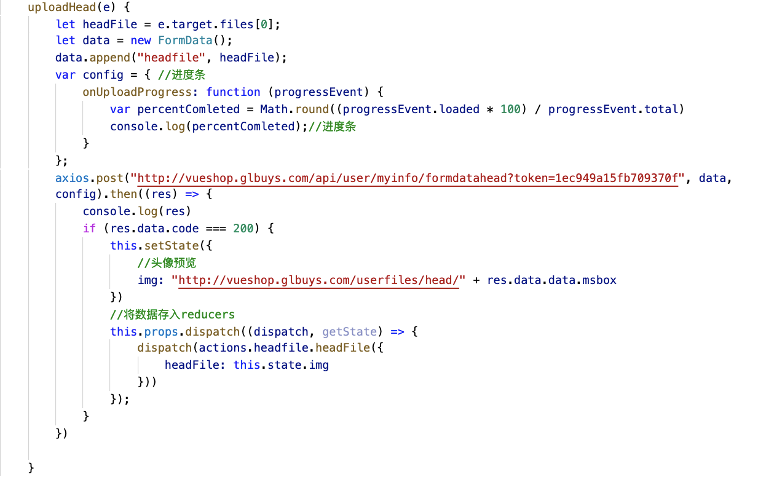 uploadHead(e) {
let headFile = e.target.files[0];
let data = new FormData();
data.append("headfile", headFile);
var config = { //进度条
onUploadProgress: function (progressEvent) {
var percentComleted = Math.round((progressEvent.loaded * 100) / progressEvent.total)
console.log(percentComleted);//进度条
}
};
axios.post("http://vueshop.glbuys.com/api/user/myinfo/formdatahead?token=1ec949a15fb709370f", data,
config).then((res) => {
console.log(res)
if (res.data.code === 200) {
this.setState({
//头像预览
img: "http://vueshop.glbuys.com/userfiles/head/" + res.data.data.msbox
})
//将数据存入reducers
this.props.dispatch((dispatch, getState) => {
dispatch(actions.headfile.headFile({
headFile: this.state.img
}))
});
}
})
}